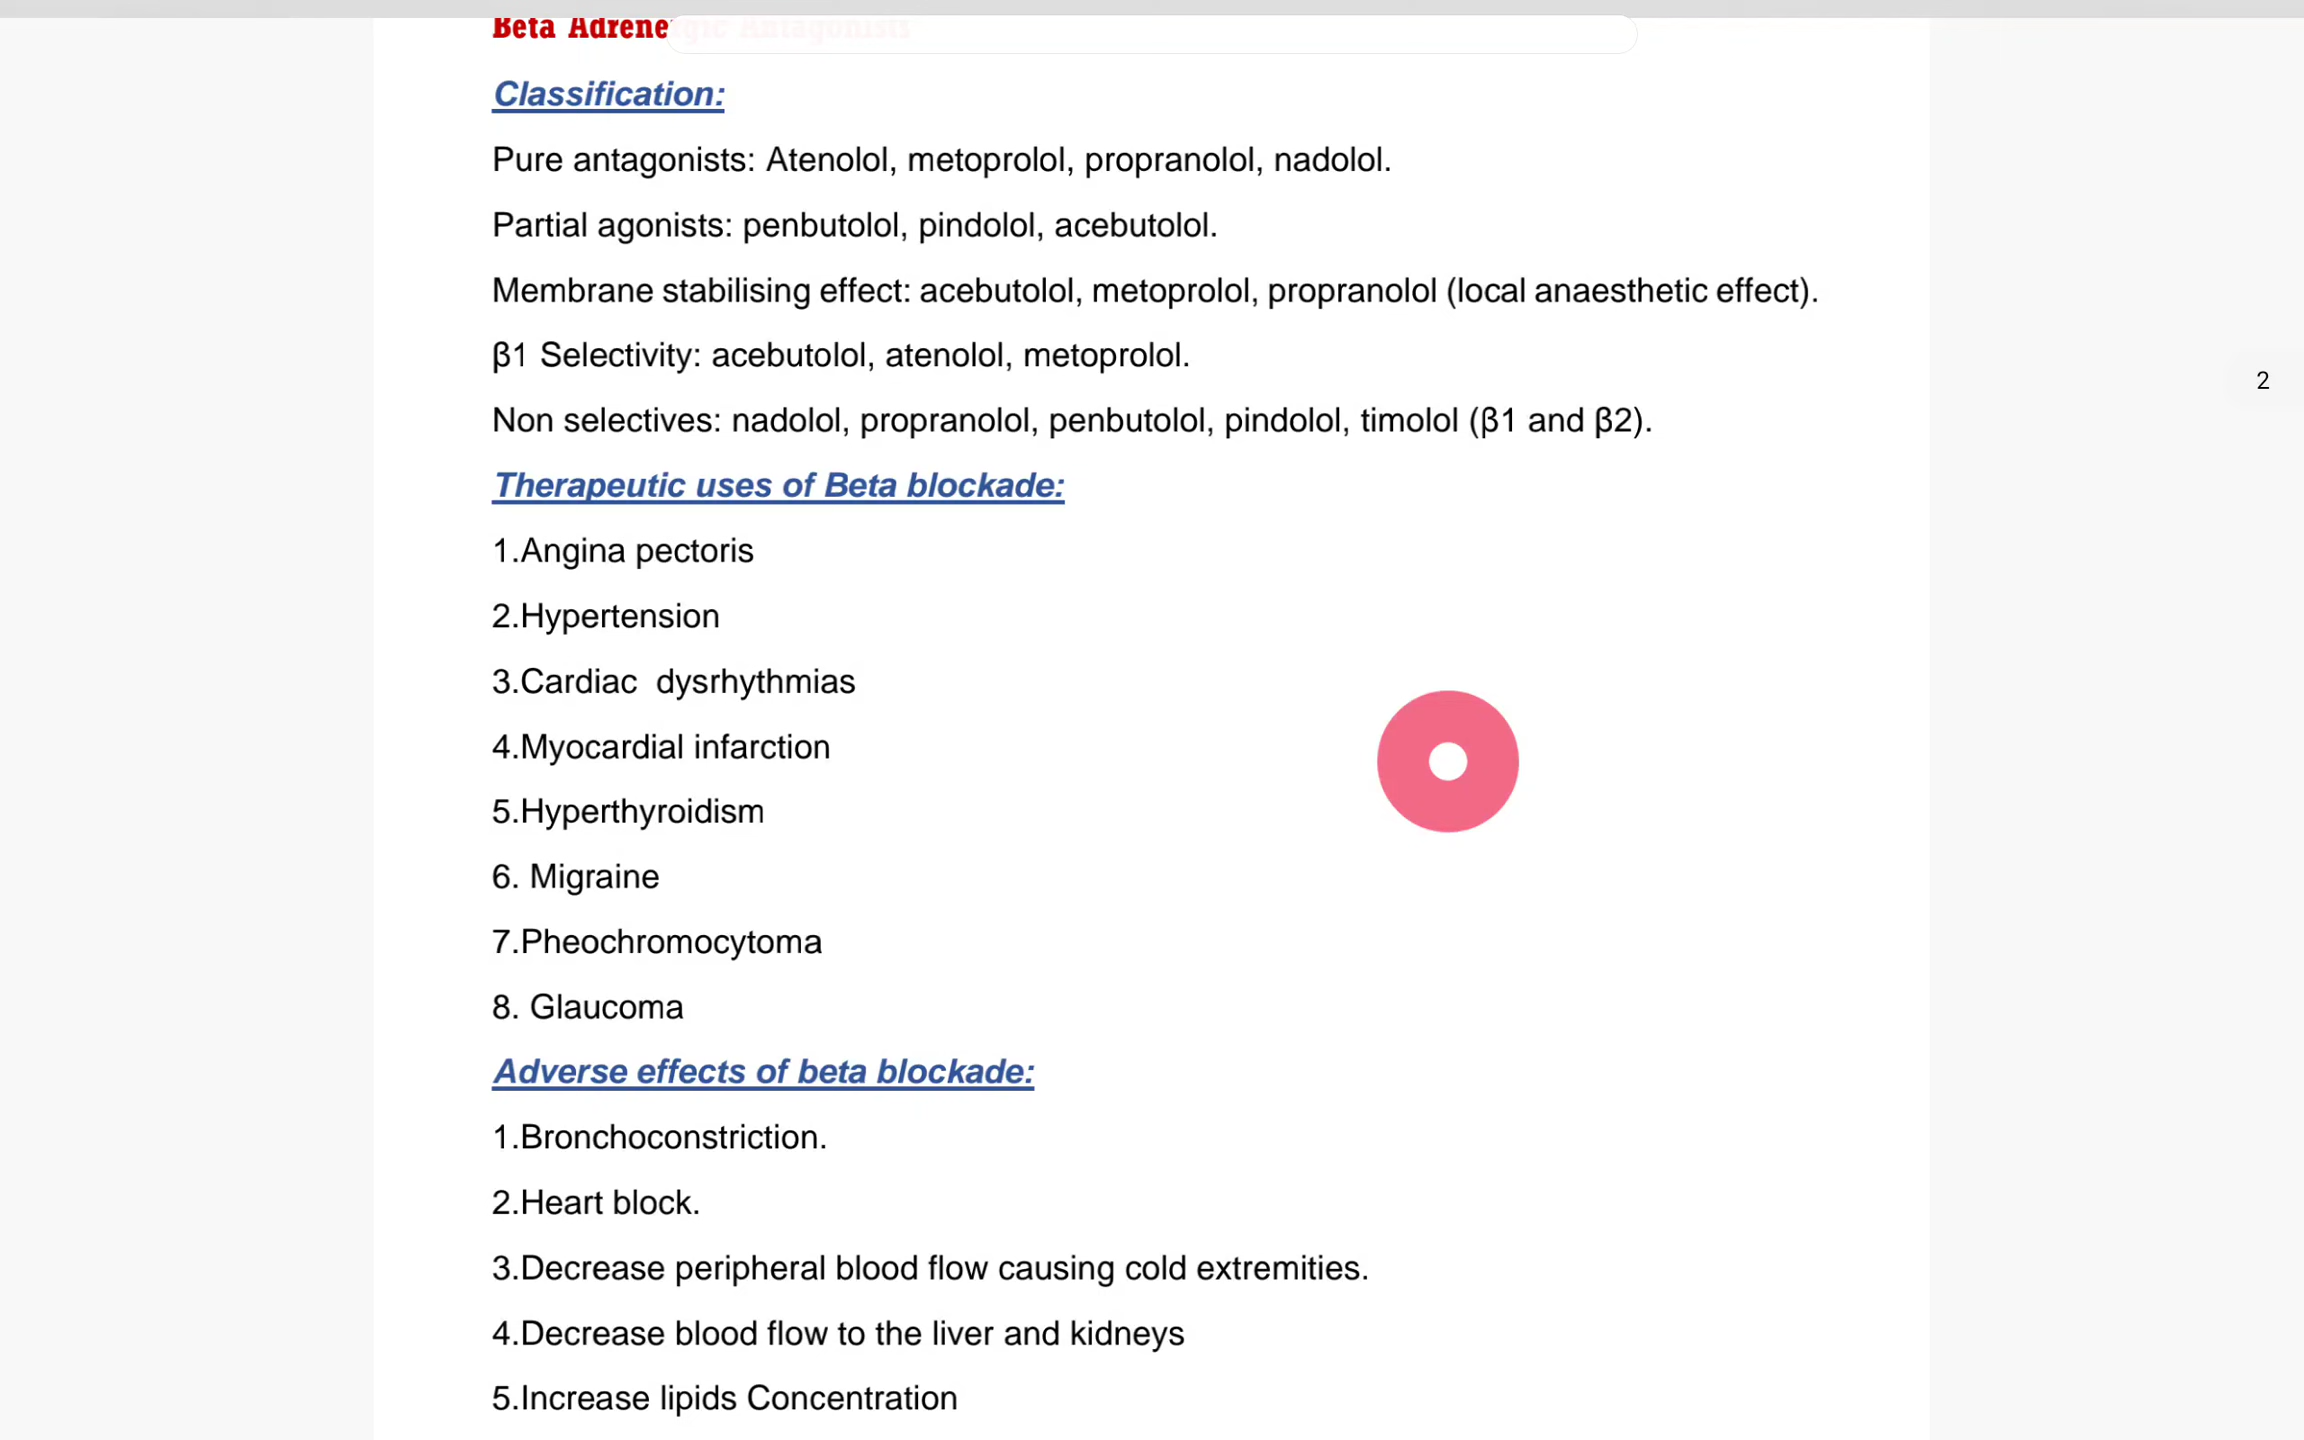 Beta Adrenergic Antagonists
Classification:
Pure antagonists: Atenolol, metoprolol, propranolol, nadolol.
Partial agonists: penbutolol, pindolol, acebutolol.
Membrane stabilising effect: acebutolol, metoprolol, propranolol (local anaesthetic effect).
β1 Selectivity: acebutolol, atenolol, metoprolol.
2
Non selectives: nadolol, propranolol, penbutolol, pindolol, timolol (β1 and β2).
Therapeutic uses of Beta blockade:
1.Angina pectoris
2.Hypertension
3.Cardiac  dysrhythmias
4.Myocardial infarction
5.Hyperthyroidism
6. Migraine
7.Pheochromocytoma
8. Glaucoma
Adverse effects of beta blockade:
1.Bronchoconstriction.
2.Heart block.
3.Decrease peripheral blood flow causing cold extremities.
4.Decrease blood flow to the liver and kidneys
5.Increase lipids Concentration